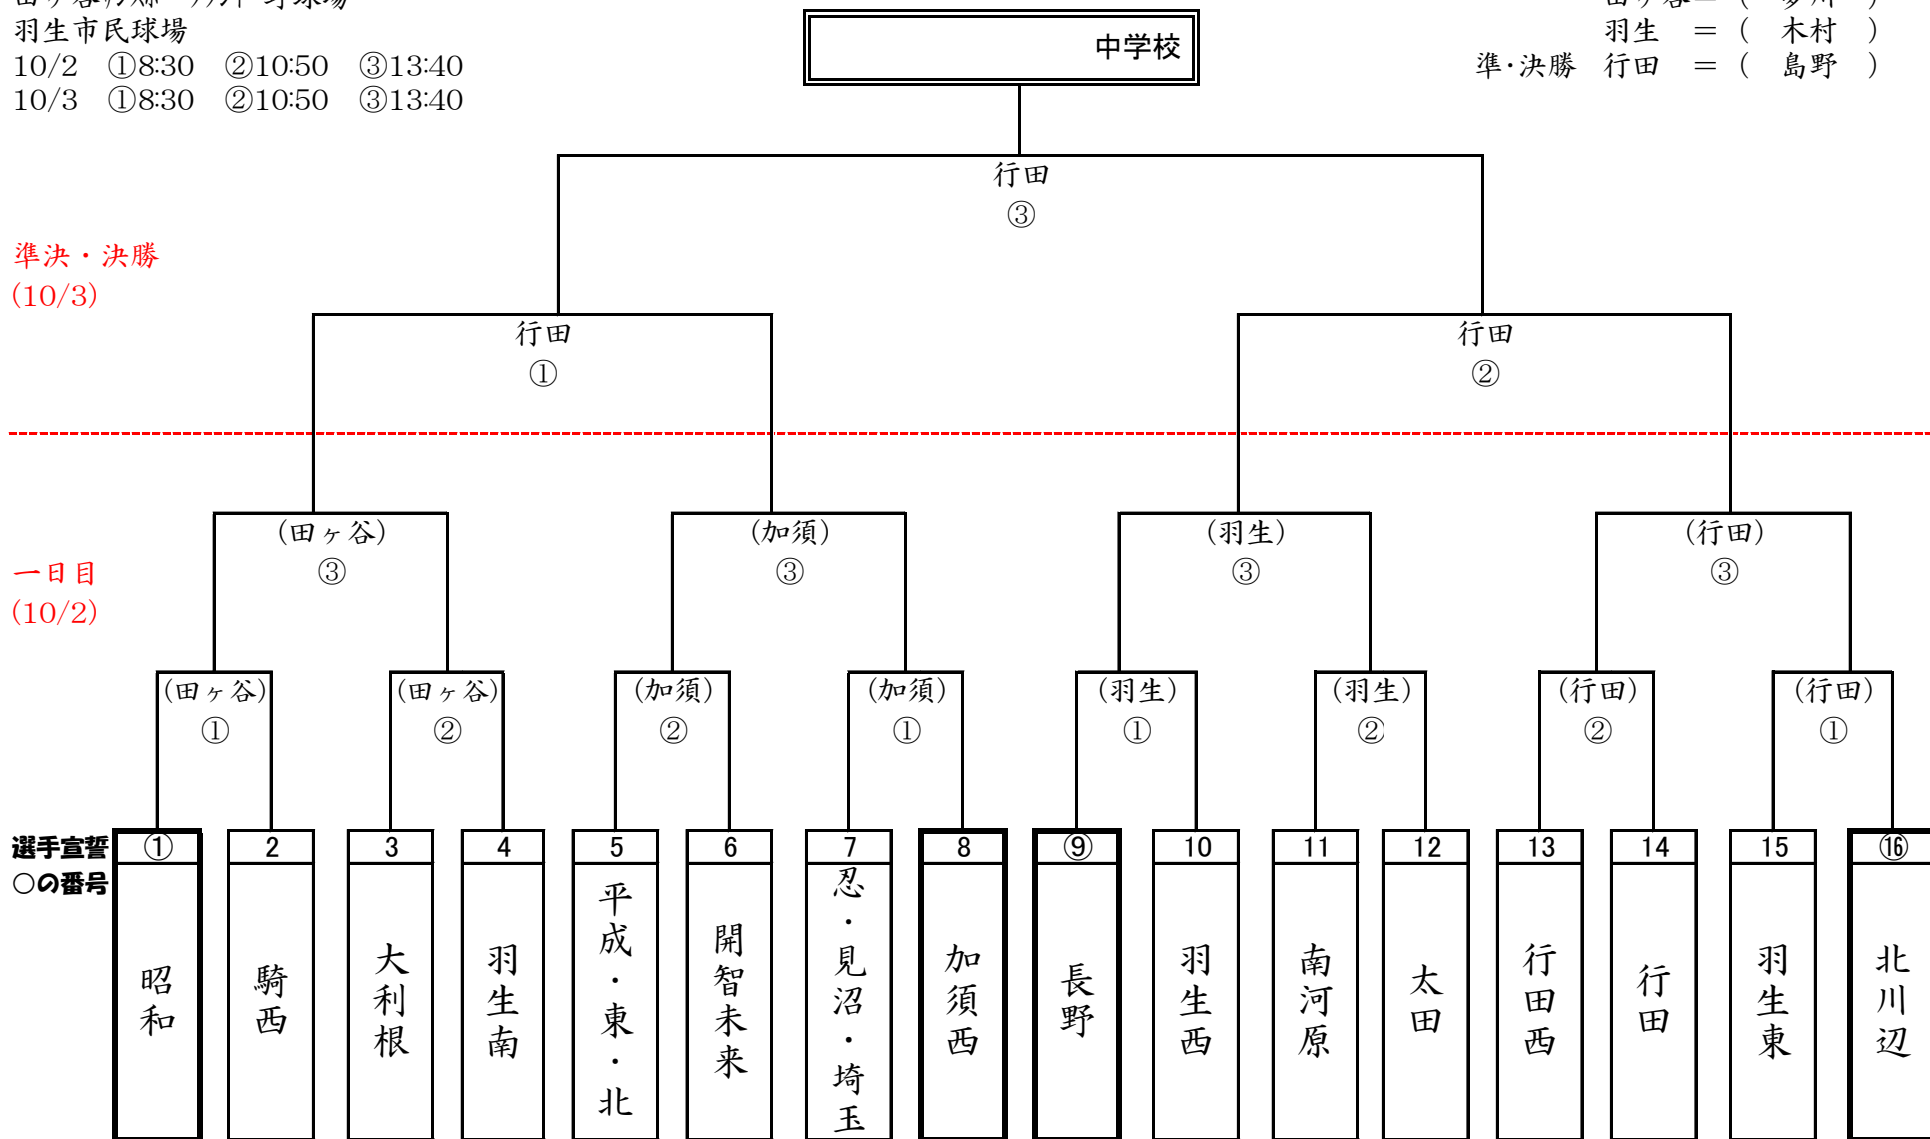 野球場
羽生市民球場
10/2 ①8:30 ②10:50 ③13:40
10/3 ①8:30 ②10:50 ③13:40
中学校
羽生 = ( 木村 )
準・決勝 行田 = ( 島野 )
行田
③
準決・決勝
(10/3)
行田
①
行田
②
(田ヶ谷)
③
(加須)
③
(羽生)
③
(行田)
③
一日目
(10/2)
(田ヶ谷)
①
(田ヶ谷)
②
(加須)
②
(加須)
①
(羽生)
①
(羽生)
②
(行田)
②
(行田)
①
選手宣誓
○の番号
① 2 3 4 5 6 7 8 ⑨ 10 11 12 13 14 15 ⑯
昭和
騎西
大利根
羽生南
平成・東・北
開智未来
忍・見沼・埼玉
加須西
長野
羽生西
南河原
太田
行田西
行田
羽生東
北川辺